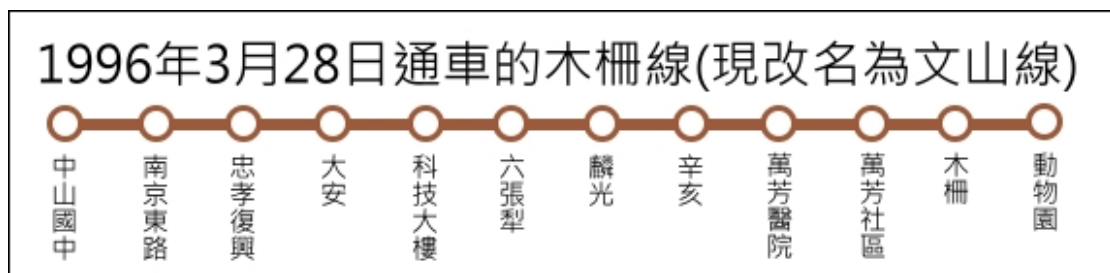 1996年3月28日通車的木柵線(現改名為文山線)
中山國中
南京東路
忠孝復興
大安
科技大樓
六張犁
麟光
辛亥
萬芳醫院
萬芳社區
木柵
動物園